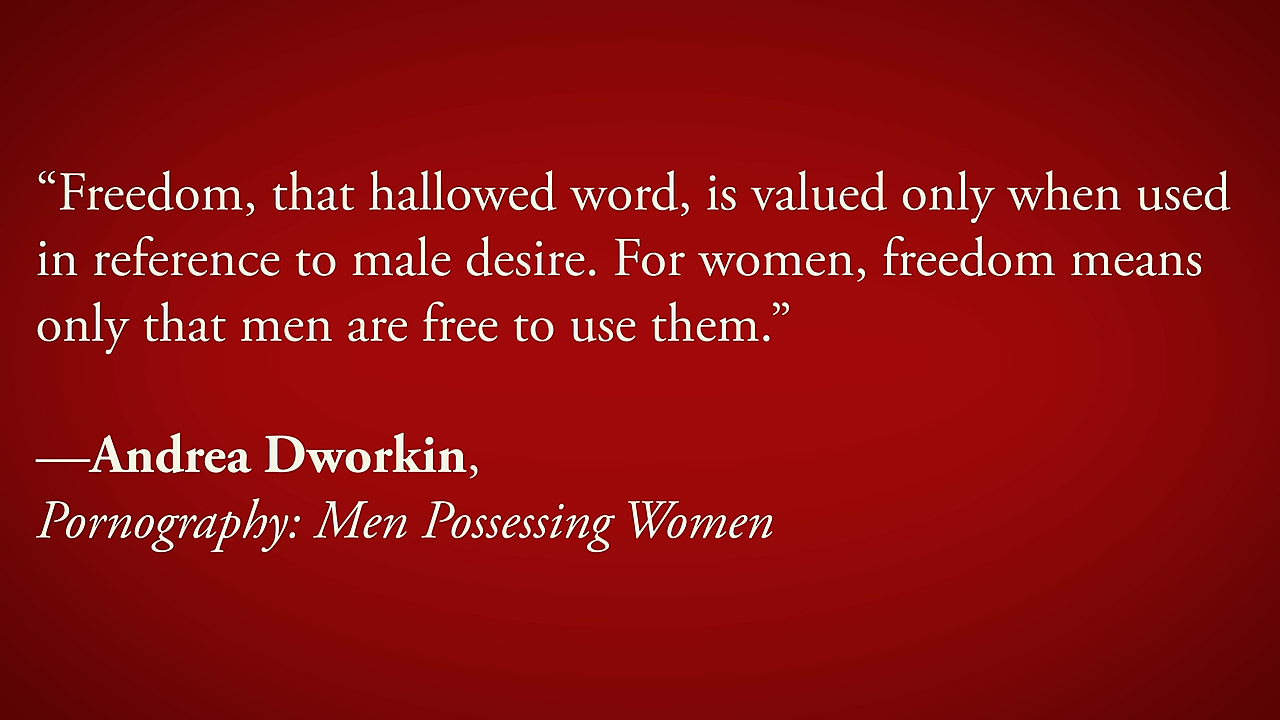 “Freedom, that hallowed word, is valued only when used
in reference to male desire. For women, freedom means
only that men are free to use them.”
—Andrea Dworkin,
Pornography: Men Possessing Women